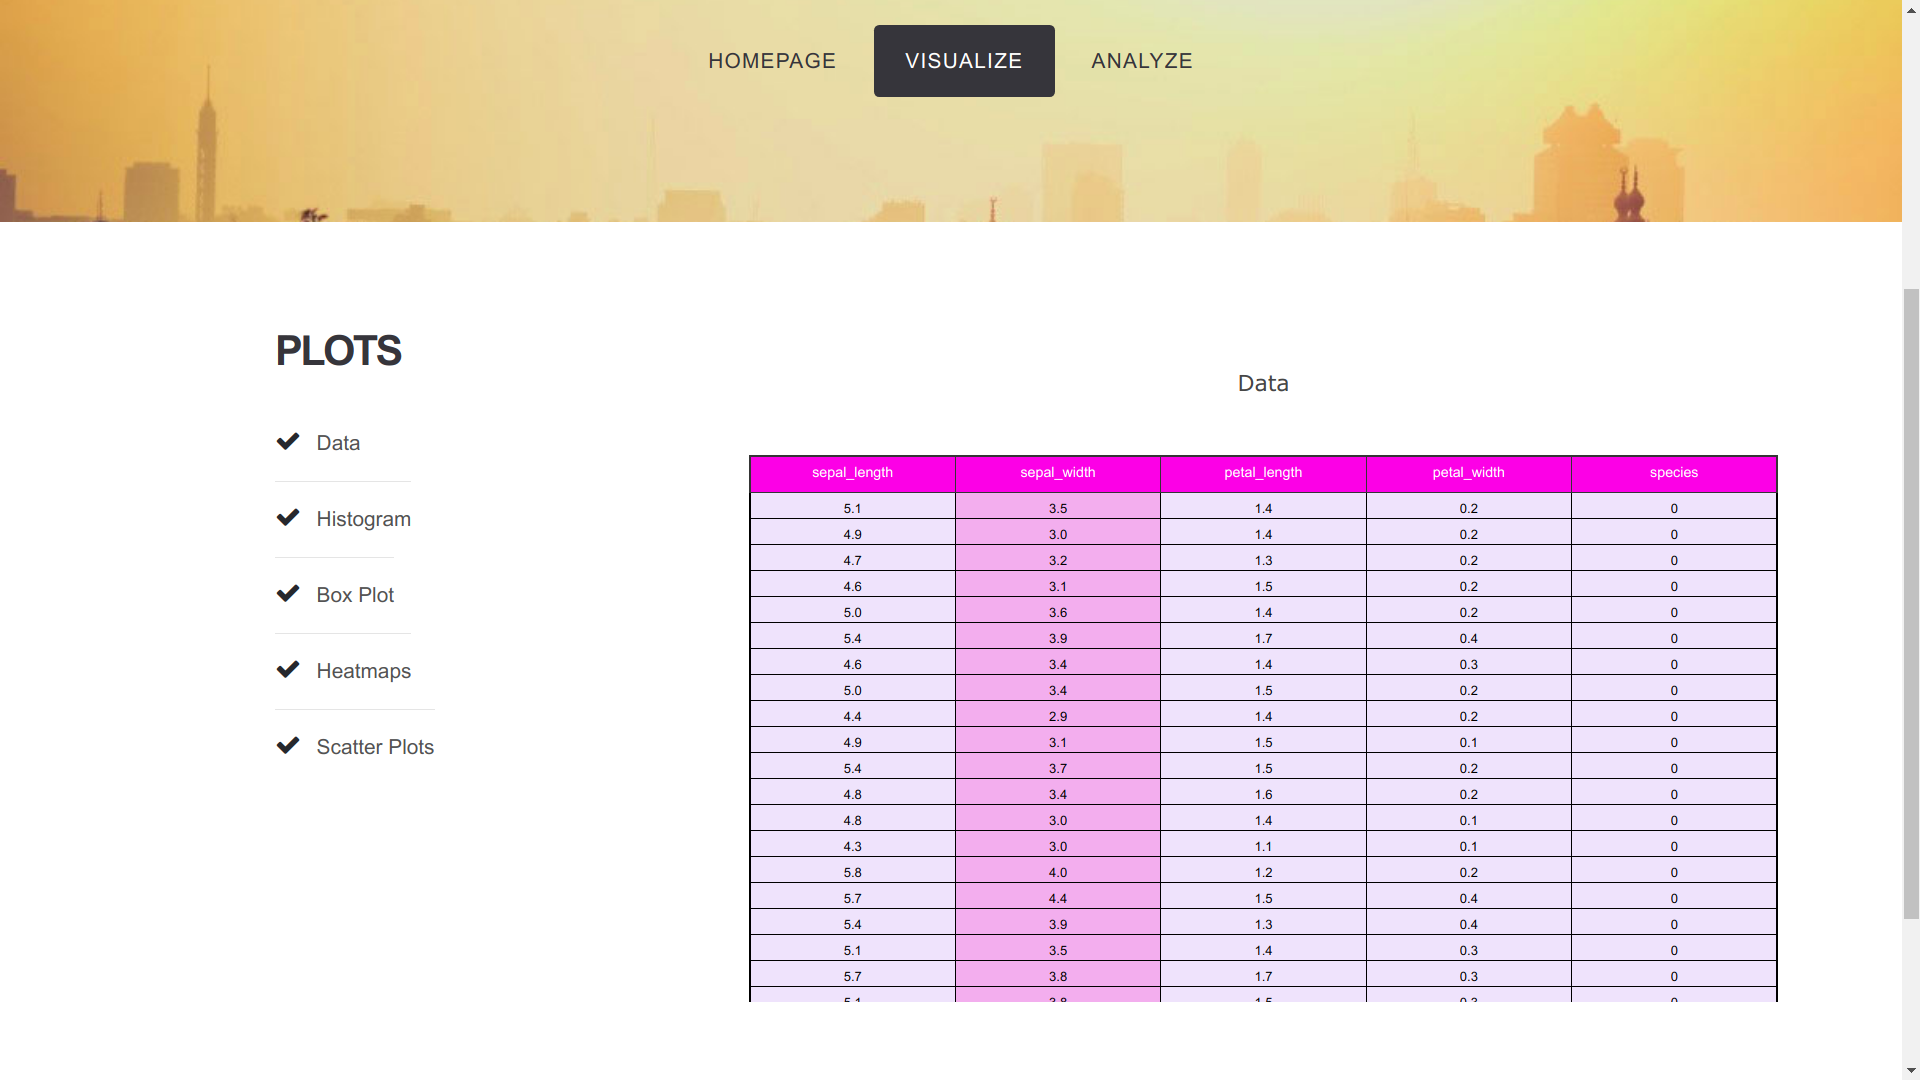 HOMEPAGE VISUALIZE ANALYZE
PLOTS
Data
Histogram
Box Plot
Heatmaps
Scatter Plots
Data
sepal_length sepal_width petal_length petal_width species
5.1 3.5 1.4 0.2 0
4.9 3.0 1.4 0.2 0
4.7 3.2 1.3 0.2 0
4.6 3.1 1.5 0.2 0
5.0 3.6 1.4 0.2 0
5.4 3.9 1.7 0.4 0
4.6 3.4 1.4 0.3 0
5.0 3.4 1.5 0.2 0
4.4 2.9 1.4 0.2 0
4.9 3.1 1.5 0.1 0
5.4 3.7 1.5 0.2 0
4.8 3.4 1.6 0.2 0
4.8 3.0 1.4 0.1 0
4.3 3.0 1.1 0.1 0
5.8 4.0 1.2 0.2 0
5.7 4.4 1.5 0.4 0
5.4 3.9 1.3 0.4 0
5.1 3.5 1.4 0.3 0
5.7 3.8 1.7 0.3 0